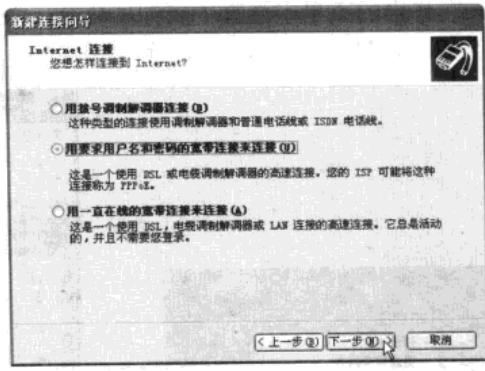 新建连接向导
Internet 连接
您想怎样连接到 Internet?
用拨号调制解调器连接(D)
这种类型的连接使用调制解调器和普通电话线或 ISDN 电话线。
用要求用户名和密码的宽带连接来连接(U)
这是一个使用 DSL 或电缆调制解调器的高速连接。您的 ISP 可能将这种
连接称为 PPPoE。
用一直在线的宽带连接来连接(A)
这是一个使用 DSL,电缆调制解调器或 LAN 连接的高速连接。它总是活动
的,并且不需要您登录。
< 上一步(B) 下一步(N) > 取消